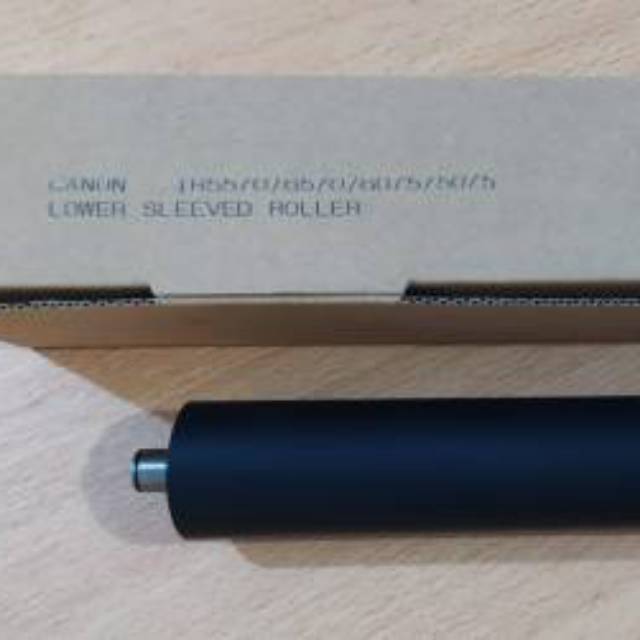 CANON IR5570/6570/6075/5075
LOWER SLEEVED ROLLER